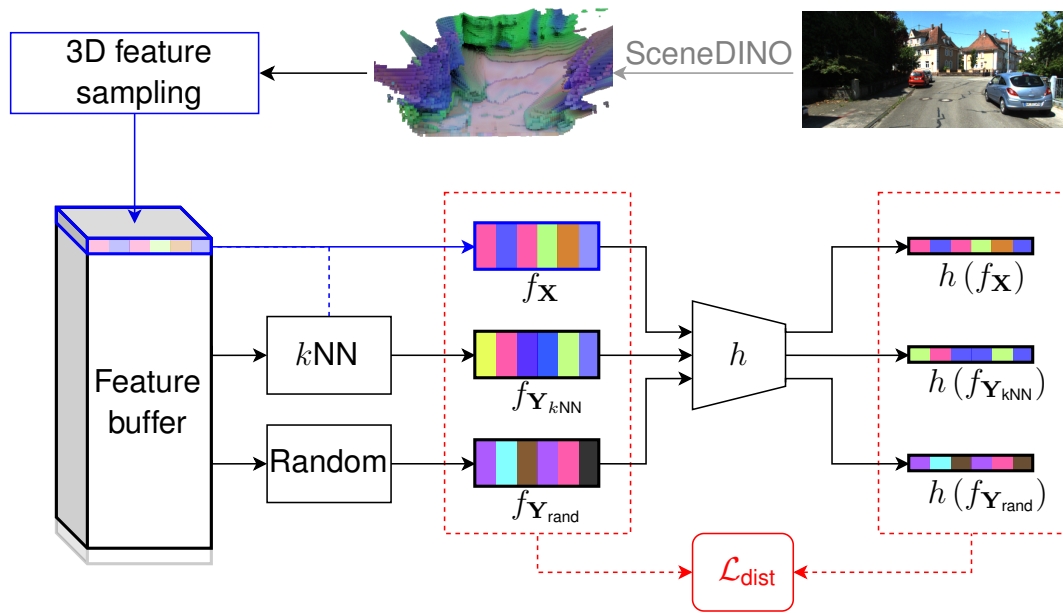 3D feature
sampling
SceneDINO
f_𝐗
h (f_𝐗)
kNN
f_𝐘_kNN
h
h (f_𝐘_kNN)
Feature
buffer
Random
f_𝐘_rand
h (f_𝐘_rand)
ℒ_dist